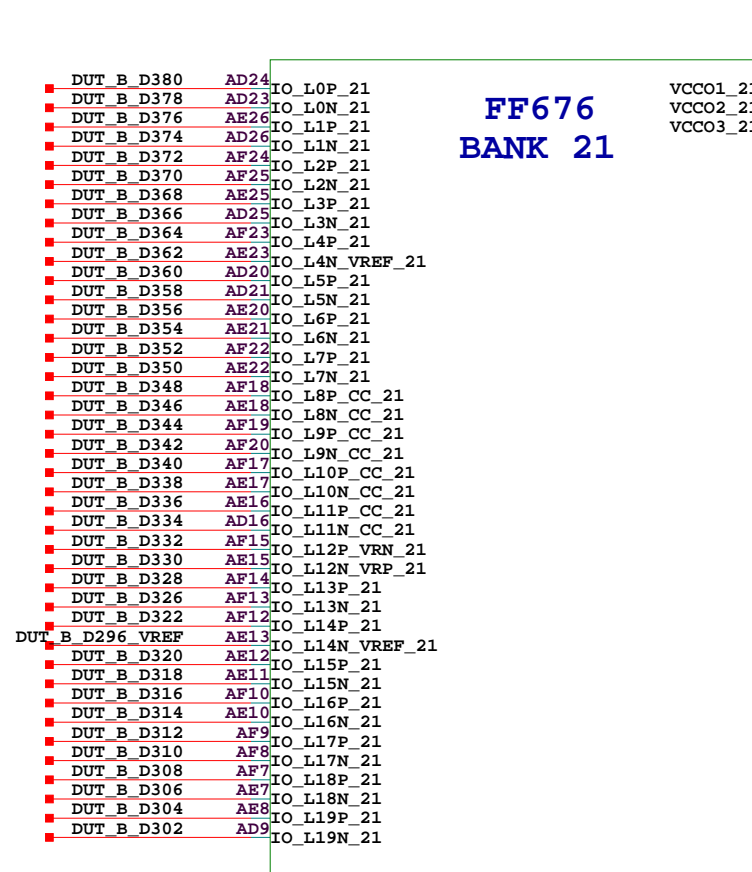 DUT_B_D380 AD24 IO_L0P_21 VCCO1_21
DUT_B_D378 AD23 IO_L0N_21 FF676 VCCO2_21
DUT_B_D376 AE26 IO_L1P_21 VCCO3_21
DUT_B_D374 AD26 IO_L1N_21 BANK 21
DUT_B_D372 AF24 IO_L2P_21
DUT_B_D370 AF25 IO_L2N_21
DUT_B_D368 AE25 IO_L3P_21
DUT_B_D366 AD25 IO_L3N_21
DUT_B_D364 AF23 IO_L4P_21
DUT_B_D362 AE23 IO_L4N_VREF_21
DUT_B_D360 AD20 IO_L5P_21
DUT_B_D358 AD21 IO_L5N_21
DUT_B_D356 AE20 IO_L6P_21
DUT_B_D354 AE21 IO_L6N_21
DUT_B_D352 AF22 IO_L7P_21
DUT_B_D350 AE22 IO_L7N_21
DUT_B_D348 AF18 IO_L8P_CC_21
DUT_B_D346 AE18 IO_L8N_CC_21
DUT_B_D344 AF19 IO_L9P_CC_21
DUT_B_D342 AF20 IO_L9N_CC_21
DUT_B_D340 AF17 IO_L10P_CC_21
DUT_B_D338 AE17 IO_L10N_CC_21
DUT_B_D336 AE16 IO_L11P_CC_21
DUT_B_D334 AD16 IO_L11N_CC_21
DUT_B_D332 AF15 IO_L12P_VRN_21
DUT_B_D330 AE15 IO_L12N_VRP_21
DUT_B_D328 AF14 IO_L13P_21
DUT_B_D326 AF13 IO_L13N_21
DUT_B_D322 AF12 IO_L14P_21
DUT_B_D296_VREF AE13 IO_L14N_VREF_21
DUT_B_D320 AE12 IO_L15P_21
DUT_B_D318 AE11 IO_L15N_21
DUT_B_D316 AF10 IO_L16P_21
DUT_B_D314 AE10 IO_L16N_21
DUT_B_D312 AF9 IO_L17P_21
DUT_B_D310 AF8 IO_L17N_21
DUT_B_D308 AF7 IO_L18P_21
DUT_B_D306 AE7 IO_L18N_21
DUT_B_D304 AE8 IO_L19P_21
DUT_B_D302 AD9 IO_L19N_21